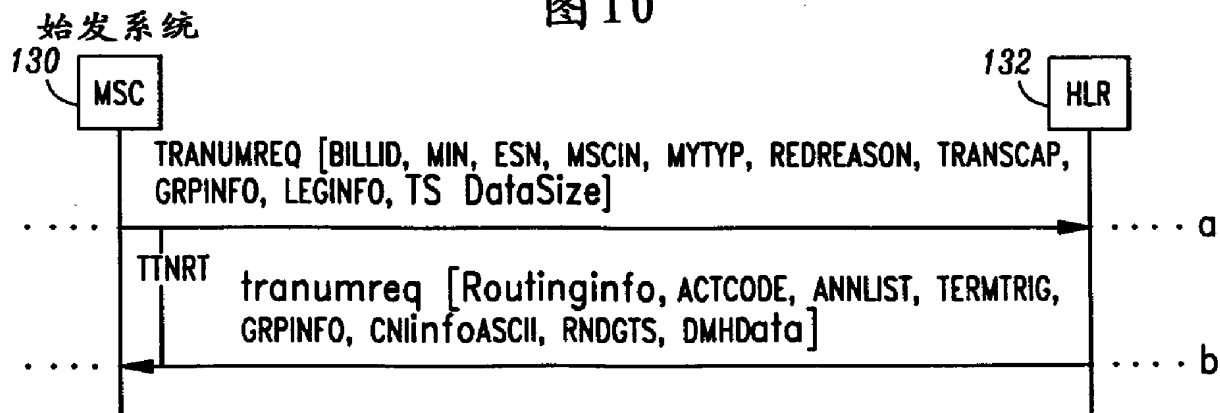 图10
始发系统
130
MSC
132
HLR
TRANUMREQ [BILLID, MIN, ESN, MSCIN, MYTYP, REDREASON, TRANSCAP,
GRPINFO, LEGINFO, TS DataSize]
a
TTNRT
tranumreq [Routinginfo, ACTCODE, ANNLIST, TERMTRIG,
GRPINFO, CNIinfoASCII, RNDGTS, DMHData]
b